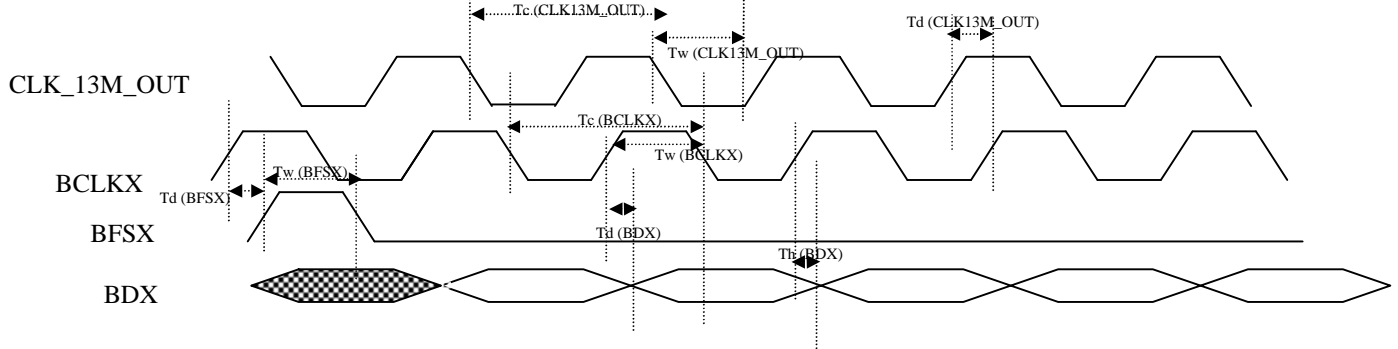 Tc (CLK13M_OUT)
Td (CLK13M_OUT)
Tw (CLK13M_OUT)
CLK_13M_OUT
Tc (BCLKX)
Tw (BCLKX)
Tw (BFSX)
BCLKX
Td (BFSX)
BFSX
Td (BDX)
Th (BDX)
BDX